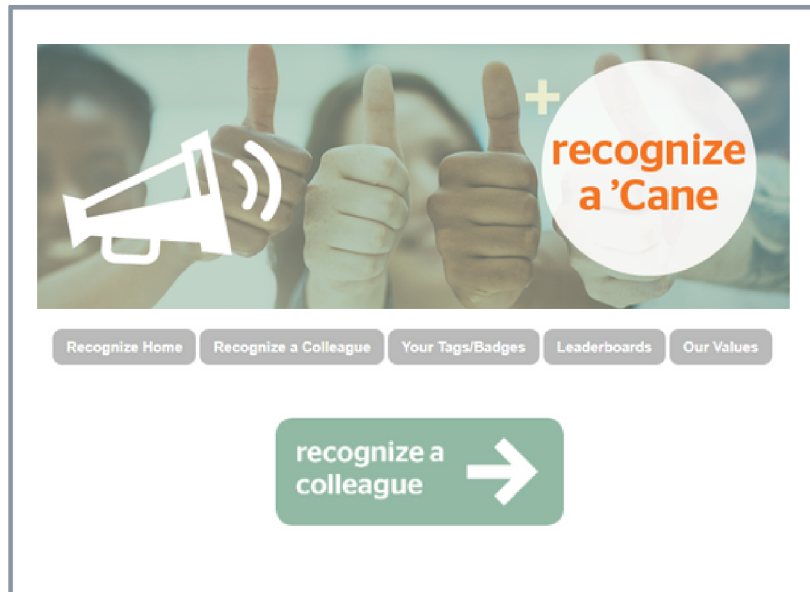 recognize
a ’Cane
Recognize Home Recognize a Colleague Your Tags/Badges Leaderboards Our Values
recognize a
colleague